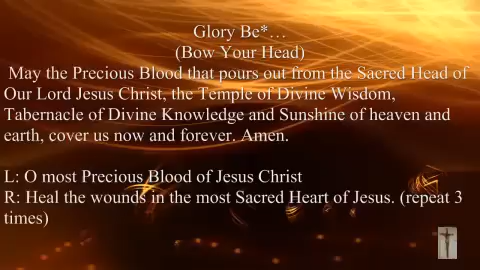 Glory Be*…
(Bow Your Head)
May the Precious Blood that pours out from the Sacred Head of
Our Lord Jesus Christ, the Temple of Divine Wisdom,
Tabernacle of Divine Knowledge and Sunshine of heaven and
earth, cover us now and forever. Amen.
L: O most Precious Blood of Jesus Christ
R: Heal the wounds in the most Sacred Heart of Jesus. (repeat 3
times)